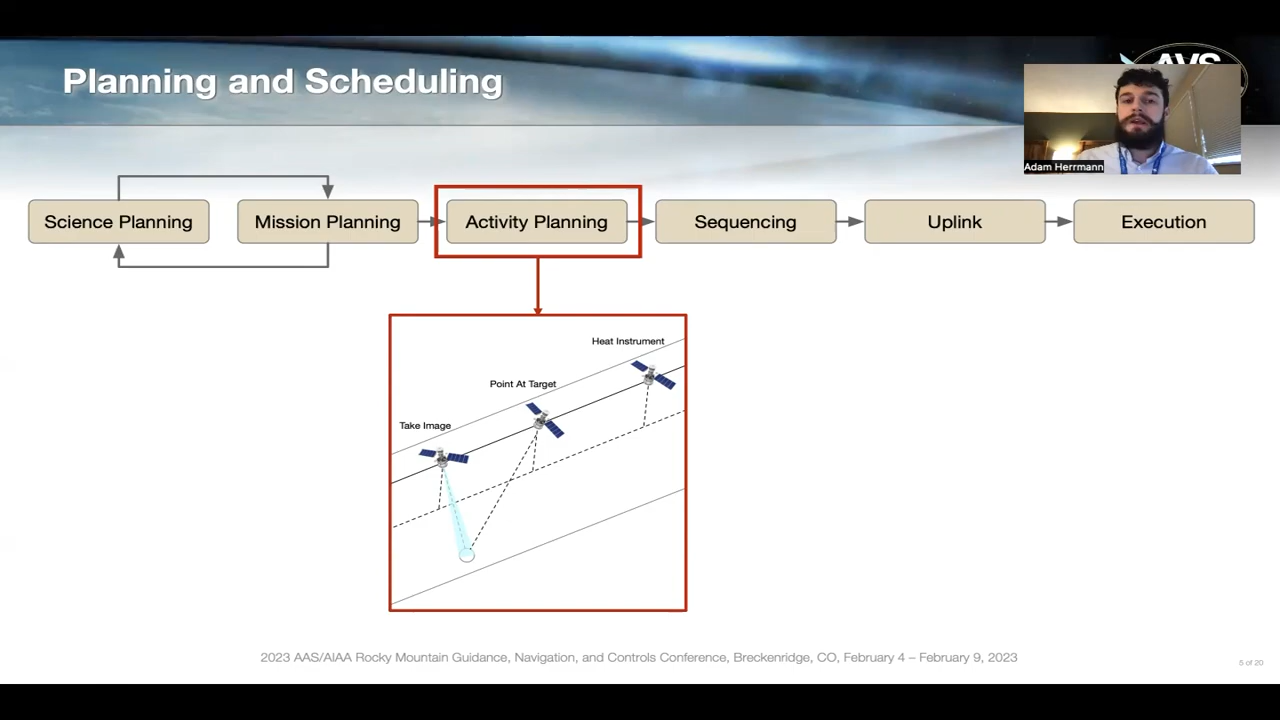 Planning and Scheduling
AVS
Adam Herrmann
Science Planning
Mission Planning
Activity Planning
Sequencing
Uplink
Execution
Heat Instrument
Point At Target
Take Image
2023 AAS/AIAA Rocky Mountain Guidance, Navigation, and Controls Conference, Breckenridge, CO, February 4 – February 9, 2023
5 of 20